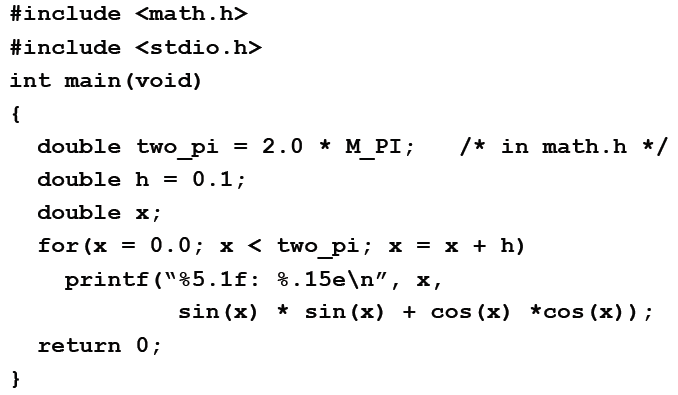 #include <math.h>
#include <stdio.h>
int main(void)
{
  double two_pi = 2.0 * M_PI;   /* in math.h */
  double h = 0.1;
  double x;
  for(x = 0.0; x < two_pi; x = x + h)
    printf(“%5.1f: %.15e\n”, x,
            sin(x) * sin(x) + cos(x) *cos(x));
  return 0;
}